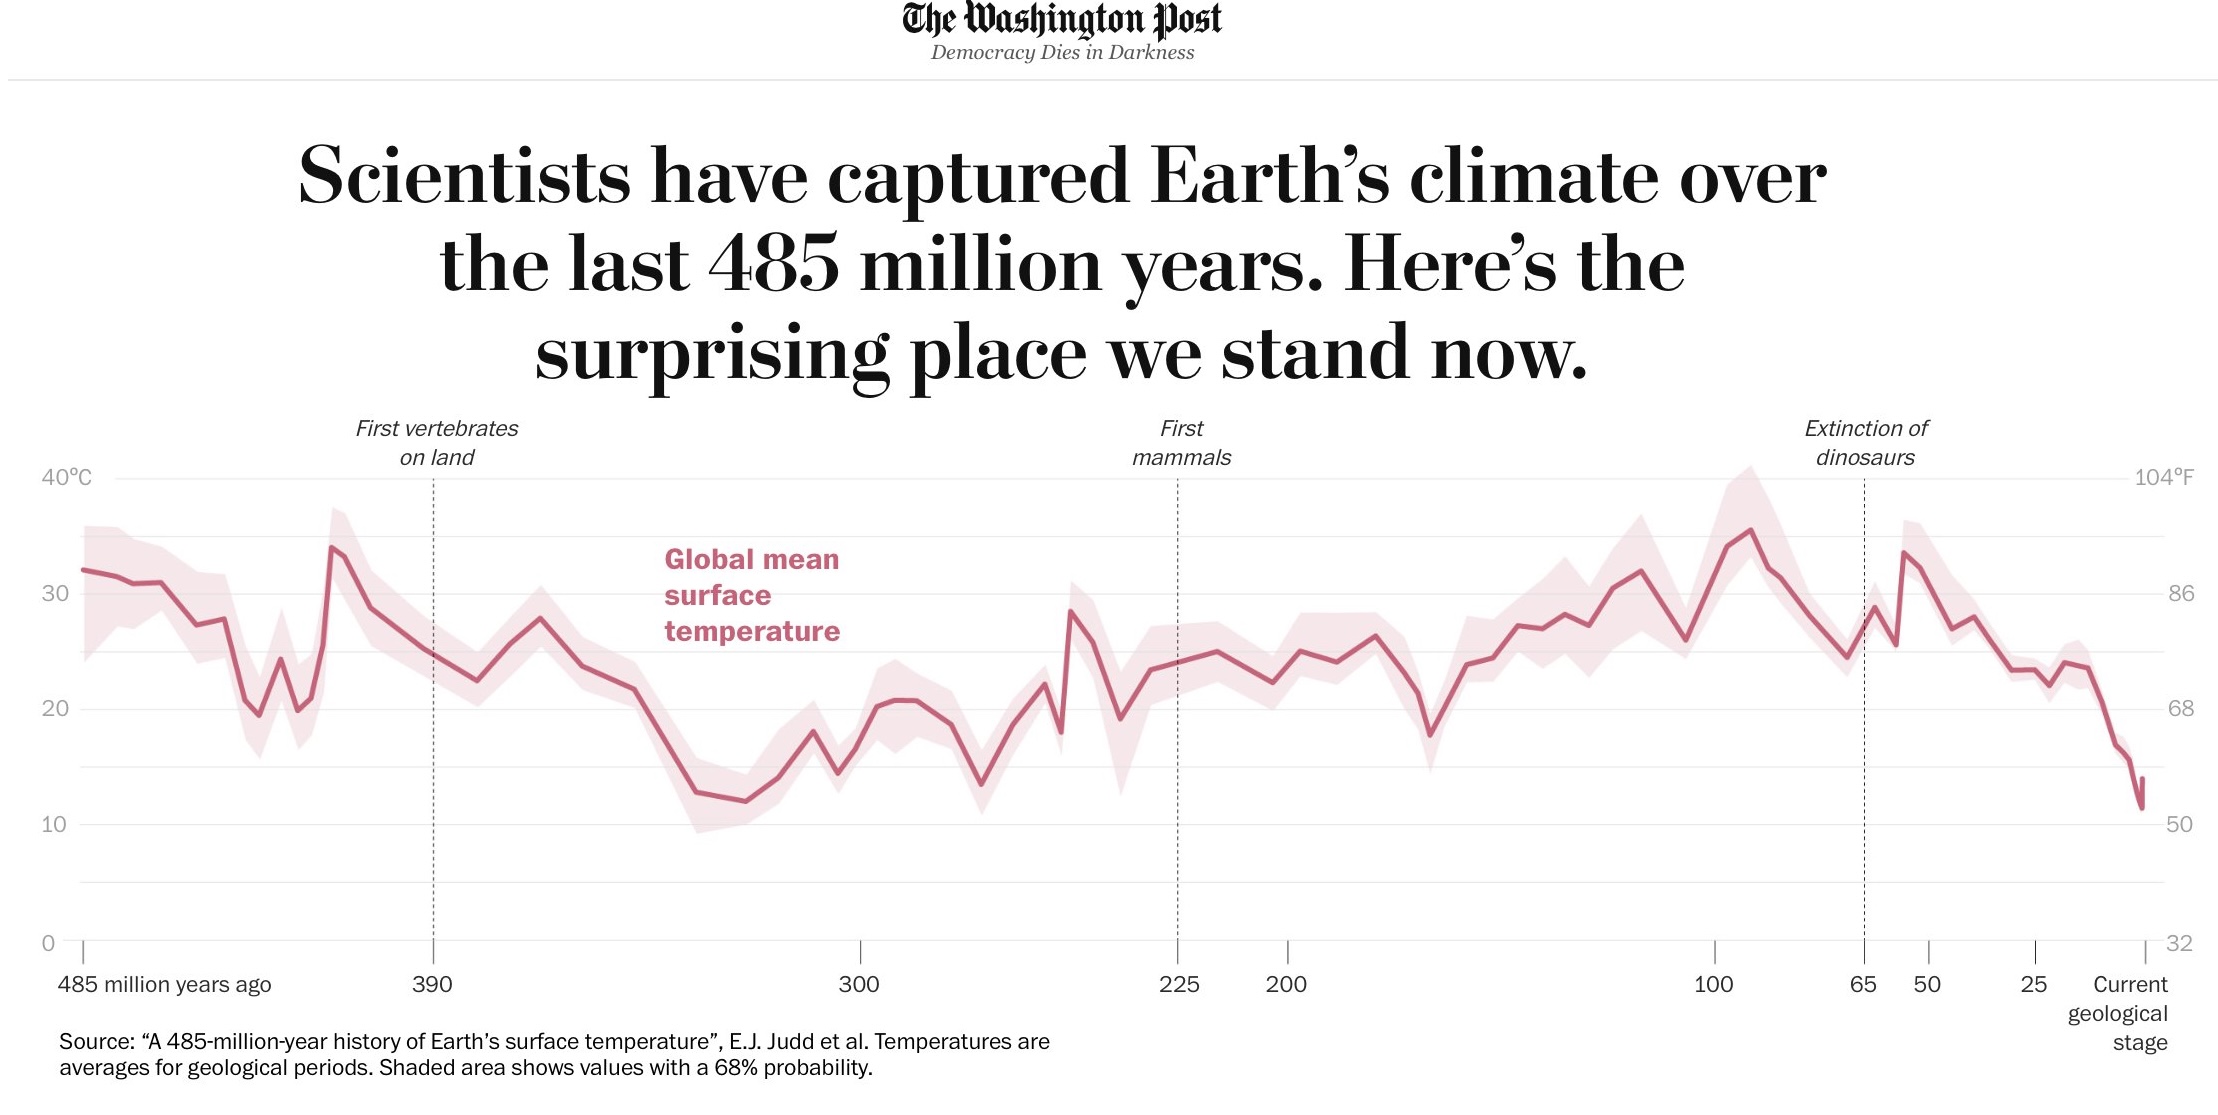 The Washington Post
Democracy Dies in Darkness
Scientists have captured Earth’s climate over
the last 485 million years. Here’s the
surprising place we stand now.
First vertebrates
on land
First
mammals
Extinction of
dinosaurs
40°C
104°F
Global mean
surface
temperature
30
86
20
68
10
50
0
32
485 million years ago
390
300
225
200
100
65
50
25
Current
geological
stage
Source: “A 485-million-year history of Earth’s surface temperature”, E.J. Judd et al. Temperatures are
averages for geological periods. Shaded area shows values with a 68% probability.